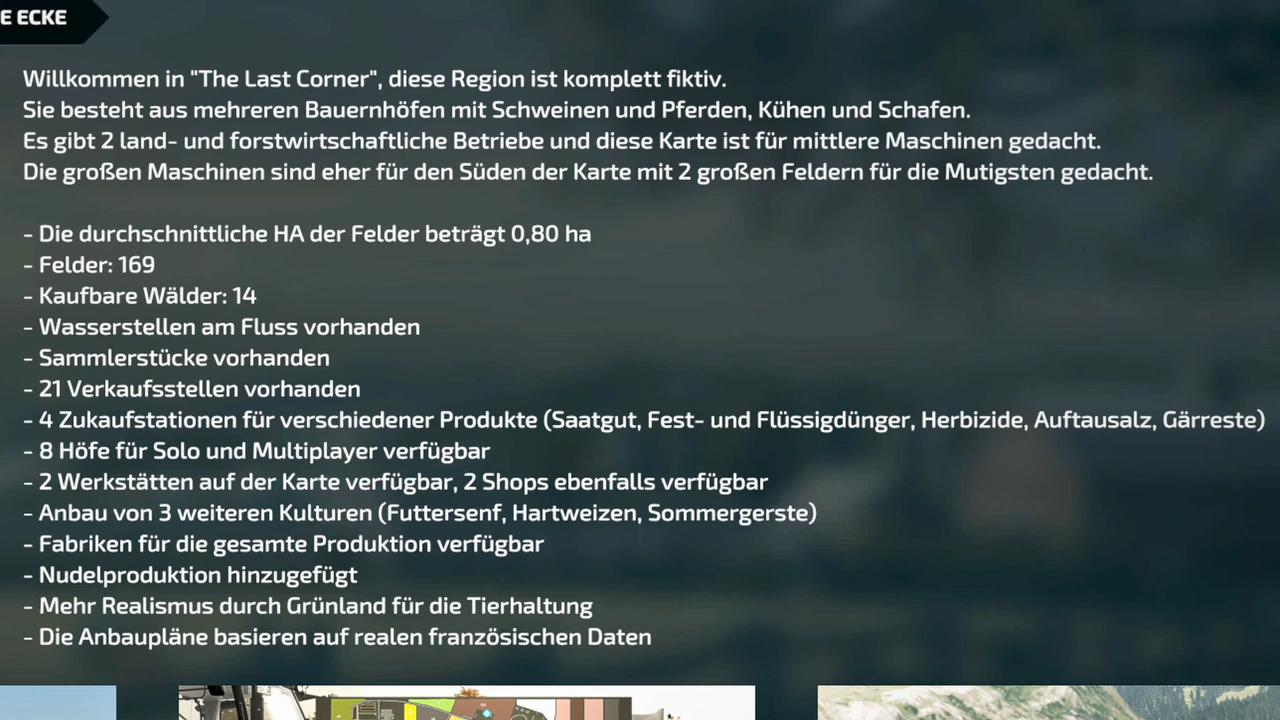 E ECKE
Willkommen in "The Last Corner", diese Region ist komplett fiktiv.
Sie besteht aus mehreren Bauernhöfen mit Schweinen und Pferden, Kühen und Schafen.
Es gibt 2 land- und forstwirtschaftliche Betriebe und diese Karte ist für mittlere Maschinen gedacht.
Die großen Maschinen sind eher für den Süden der Karte mit 2 großen Feldern für die Mutigsten gedacht.
- Die durchschnittliche HA der Felder beträgt 0,80 ha
- Felder: 169
- Kaufbare Wälder: 14
- Wasserstellen am Fluss vorhanden
- Sammlerstücke vorhanden
- 21 Verkaufsstellen vorhanden
- 4 Zukaufstationen für verschiedener Produkte (Saatgut, Fest- und Flüssigdünger, Herbizide, Auftausalz, Gärreste)
- 8 Höfe für Solo und Multiplayer verfügbar
- 2 Werkstätten auf der Karte verfügbar, 2 Shops ebenfalls verfügbar
- Anbau von 3 weiteren Kulturen (Futtersenf, Hartweizen, Sommergerste)
- Fabriken für die gesamte Produktion verfügbar
- Nudelproduktion hinzugefügt
- Mehr Realismus durch Grünland für die Tierhaltung
- Die Anbaupläne basieren auf realen französischen Daten